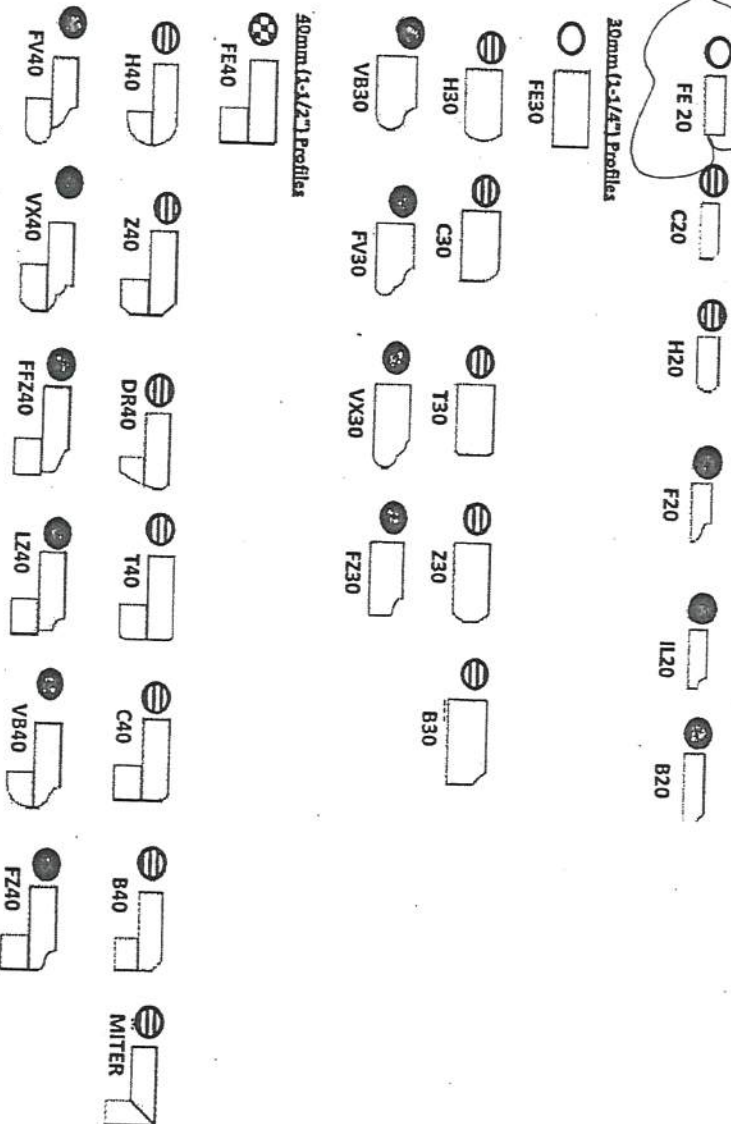 FE 20 C20 H20 F20 IL20 B20
30mm (1-1/4") Profiles
FE30
H30 C30 T30 Z30 B30
VB30 FV30 VX30 FZ30
40mm (1-1/2") Profiles
FE40
H40 Z40 DR40 T40 C40 B40 MITER
FV40 VX40 FFZ40 LZ40 VB40 FZ40